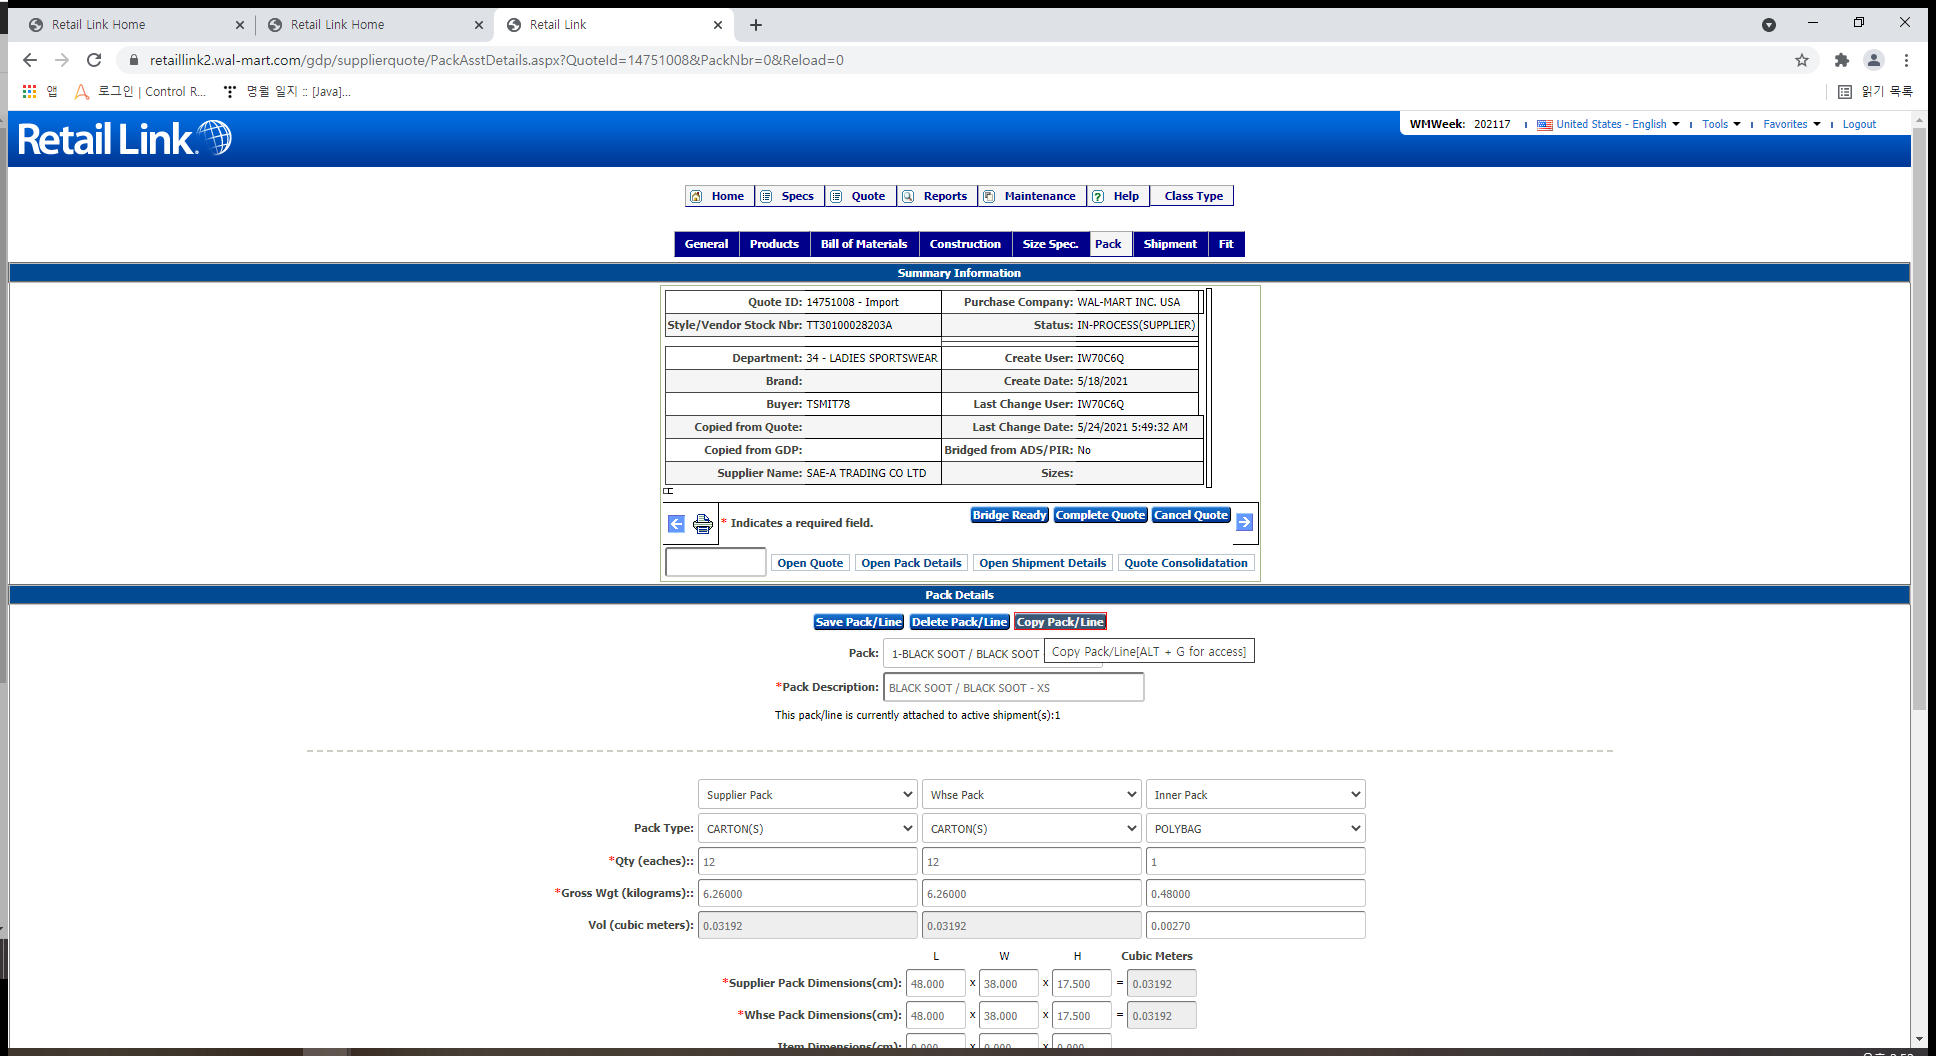 Retail Link Home
Retail Link Home
Retail Link
retaillink2.wal-mart.com/gdp/supplierquote/PackAsstDetails.aspx?QuoteId=14751008&PackNbr=0&Reload=0
앱 로그인 | Control R... 명월 일지 :: [Java]... 읽기 목록
Retail Link.
WMWeek: 202117 United States - English Tools Favorites Logout
Home Specs Quote Reports Maintenance Help Class Type
General Products Bill of Materials Construction Size Spec. Pack Shipment Fit
Summary Information
Quote ID: 14751008 - Import Purchase Company: WAL-MART INC. USA
Style/Vendor Stock Nbr: TT30100028203A Status: IN-PROCESS(SUPPLIER)
Department: 34 - LADIES SPORTSWEAR Create User: IW70C6Q
Brand: Create Date: 5/18/2021
Buyer: TSMIT78 Last Change User: IW70C6Q
Copied from Quote: Last Change Date: 5/24/2021 5:49:32 AM
Copied from GDP: Bridged from ADS/PIR: No
Supplier Name: SAE-A TRADING CO LTD Sizes:
* Indicates a required field. Bridge Ready Complete Quote Cancel Quote
Open Quote Open Pack Details Open Shipment Details Quote Consolidatation
Pack Details
Save Pack/Line Delete Pack/Line Copy Pack/Line
Pack: 1-BLACK SOOT / BLACK SOOT Copy Pack/Line[ALT + G for access]
*Pack Description: BLACK SOOT / BLACK SOOT - XS
This pack/line is currently attached to active shipment(s):1
Supplier Pack Whse Pack Inner Pack
Pack Type: CARTON(S) CARTON(S) POLYBAG
*Qty (eaches):: 12 12 1
*Gross Wgt (kilograms):: 6.26000 6.26000 0.48000
Vol (cubic meters): 0.03192 0.03192 0.00270
L W H Cubic Meters
*Supplier Pack Dimensions(cm): 48.000 x 38.000 x 17.500 = 0.03192
*Whse Pack Dimensions(cm): 48.000 x 38.000 x 17.500 = 0.03192
Item Dimensions(cm): 0.000 x 0.000 x 0.000